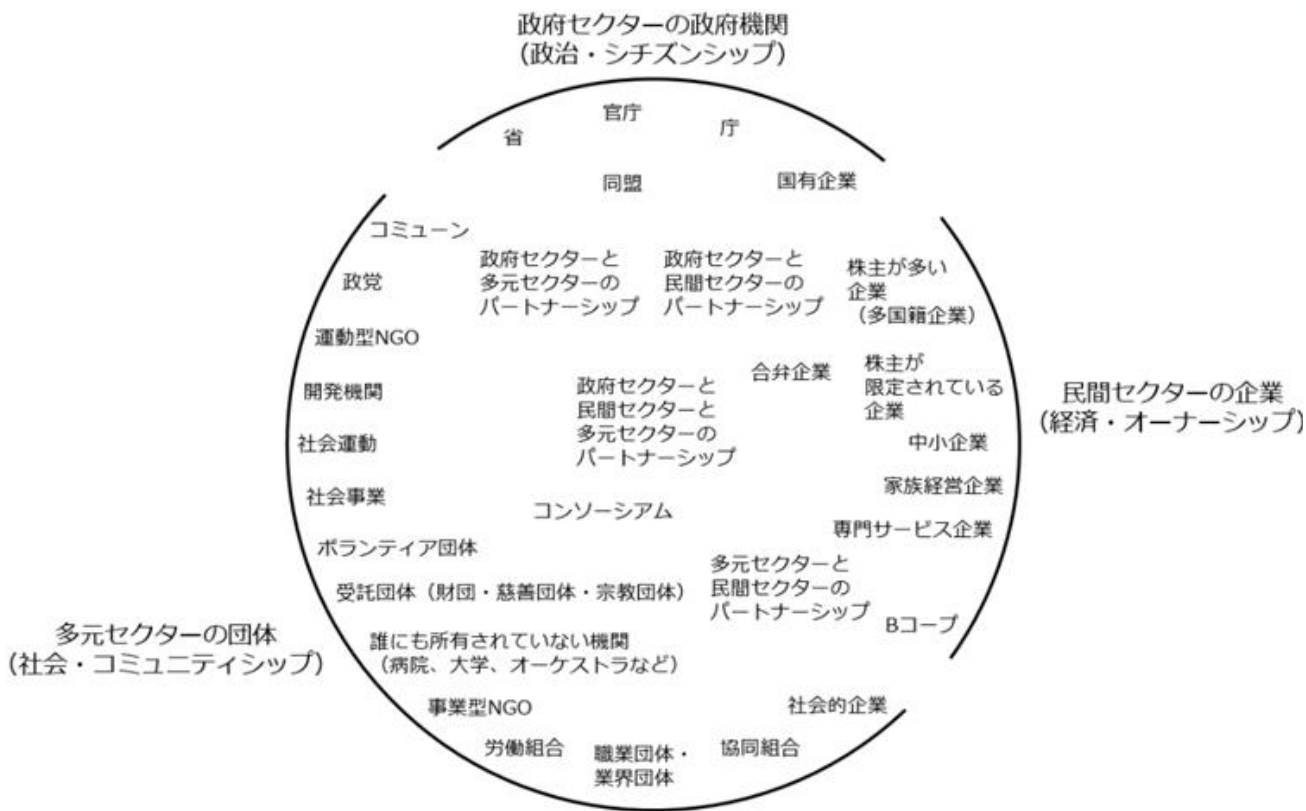 政府セクターの政府機関
（政治・シチズンシップ）
官庁
省
庁
同盟
国有企業
コミューン
政府セクターと
多元セクターの
パートナーシップ
政府セクターと
民間セクターの
パートナーシップ
株主が多い
企業
（多国籍企業）
政党
運動型NGO
開発機関
社会運動
社会事業
合弁企業
株主が
限定されている
企業
政府セクターと
民間セクターと
多元セクターの
パートナーシップ
民間セクターの企業
（経済・オーナーシップ）
中小企業
家族経営企業
専門サービス企業
コンソーシアム
ボランティア団体
多元セクターと
民間セクターの
パートナーシップ
受託団体（財団・慈善団体・宗教団体）
Bコープ
多元セクターの団体
（社会・コミュニティシップ）
誰にも所有されていない機関
（病院、大学、オーケストラなど）
事業型NGO
社会的企業
労働組合
職業団体・
業界団体
協同組合